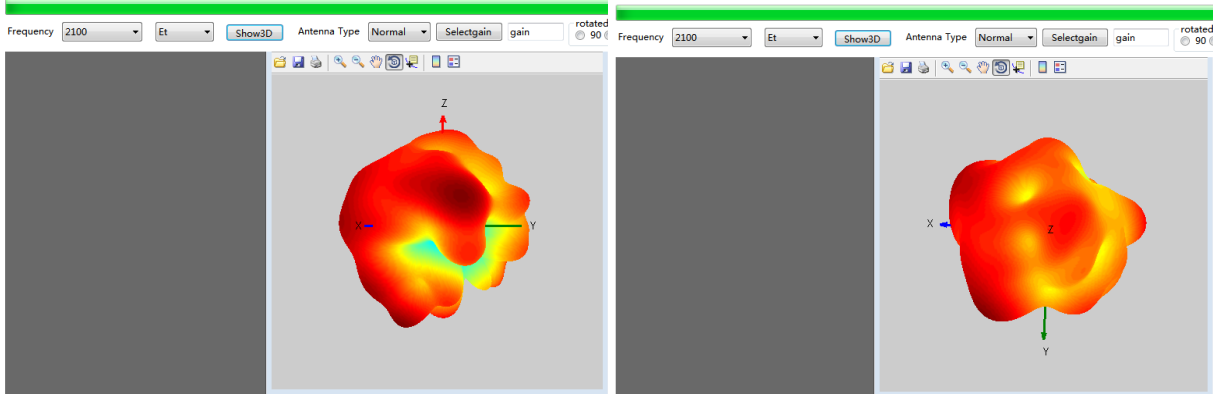 Frequency 2100 Et Show3D Antenna Type Normal Selectgain gain rotated 90
Z
X Y
Frequency 2100 Et Show3D Antenna Type Normal Selectgain gain rotated 90
X Z
Y